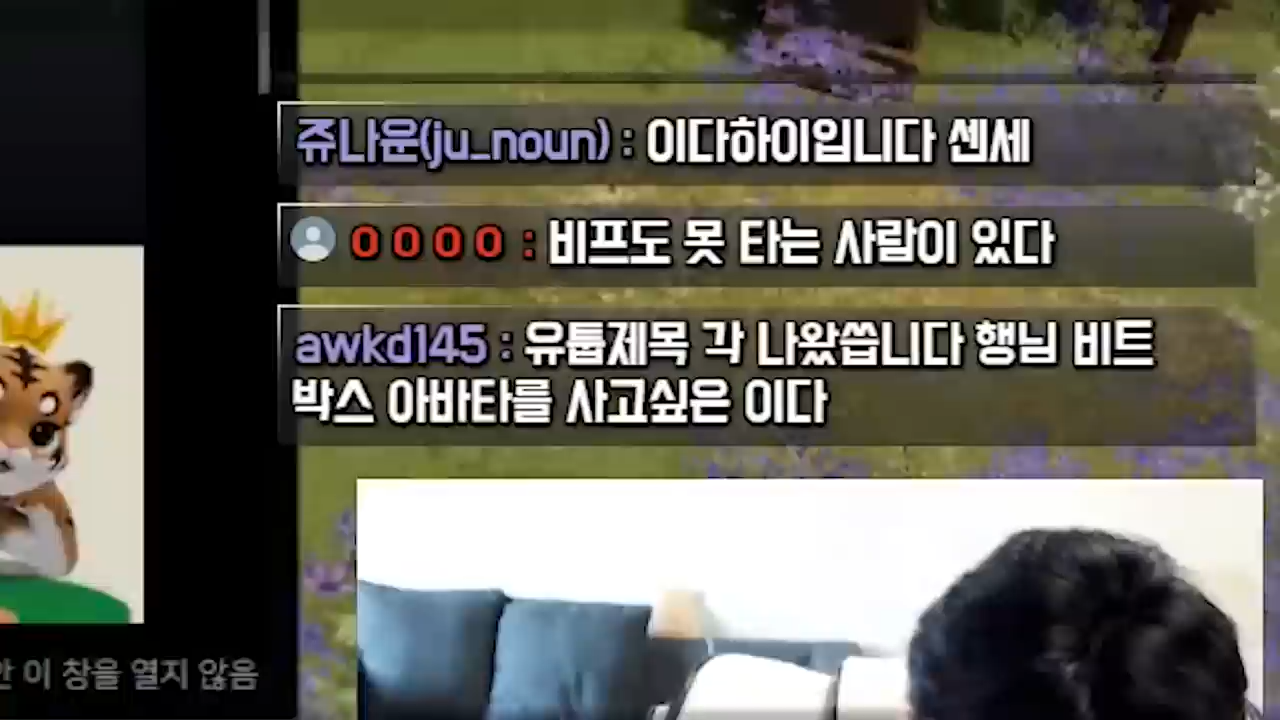 쥬나운(ju_noun) : 이다하이입니다 센세
ㅇㅇㅇㅇ : 비프도 못 타는 사람이 있다
awkd145 : 유튭제목 각 나왔씁니다 행님 비트
박스 아바타를 사고싶은 이다
이 창을 열지 않음